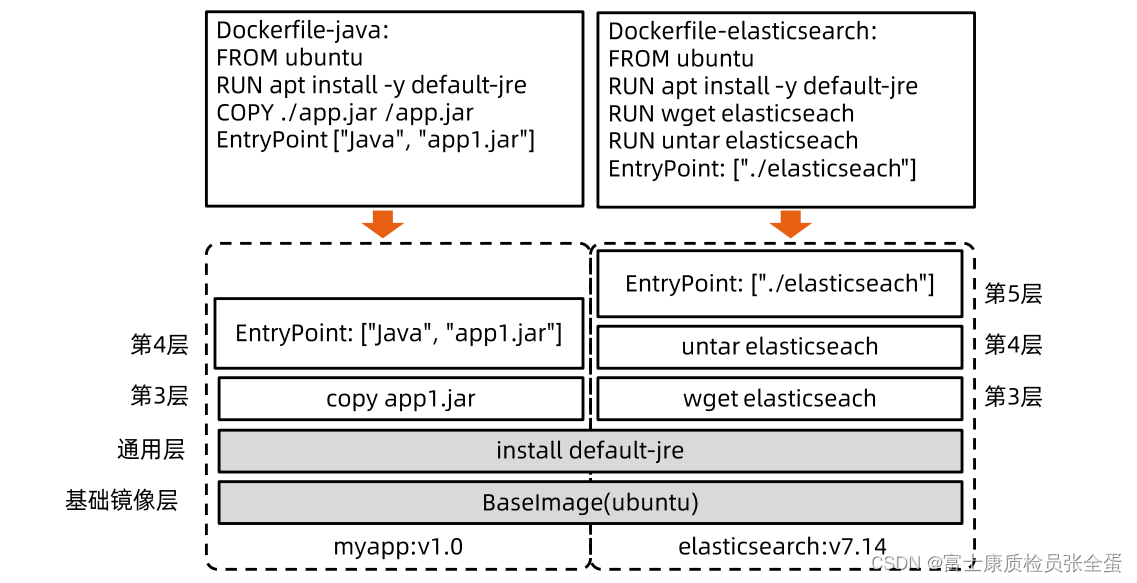 Dockerfile-java:
FROM ubuntu
RUN apt install -y default-jre
COPY ./app.jar /app.jar
EntryPoint ["Java", "app1.jar"]
Dockerfile-elasticsearch:
FROM ubuntu
RUN apt install -y default-jre
RUN wget elasticseach
RUN untar elasticseach
EntryPoint: ["./elasticseach"]
EntryPoint: ["./elasticseach"]
第5层
第4层
EntryPoint: ["Java", "app1.jar"]
untar elasticseach
第4层
第3层
copy app1.jar
wget elasticseach
第3层
通用层
install default-jre
基础镜像层
BaseImage(ubuntu)
myapp:v1.0
elasticsearch:v7.14
CSDN @富士康质检员张全蛋